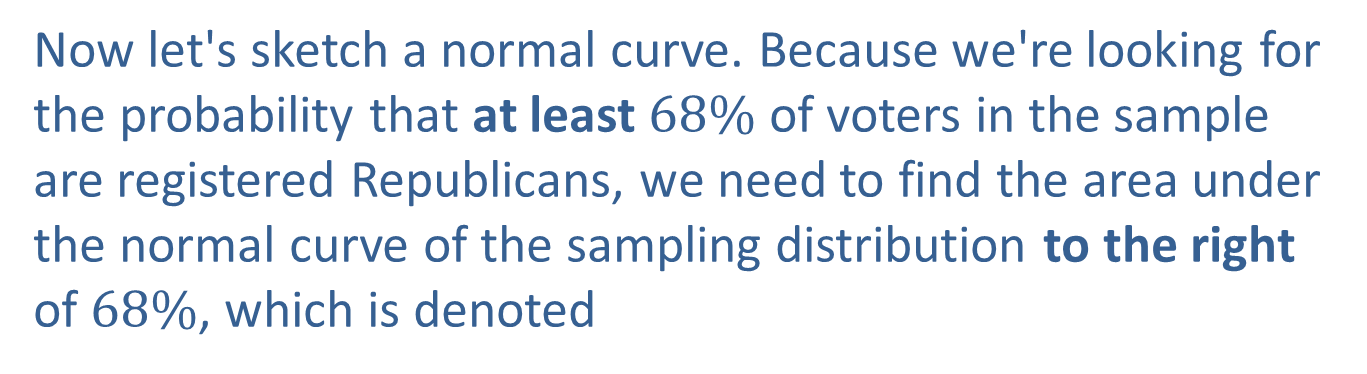 Now let's sketch a normal curve. Because we're looking for
the probability that at least 68% of voters in the sample
are registered Republicans, we need to find the area under
the normal curve of the sampling distribution to the right
of 68%, which is denoted